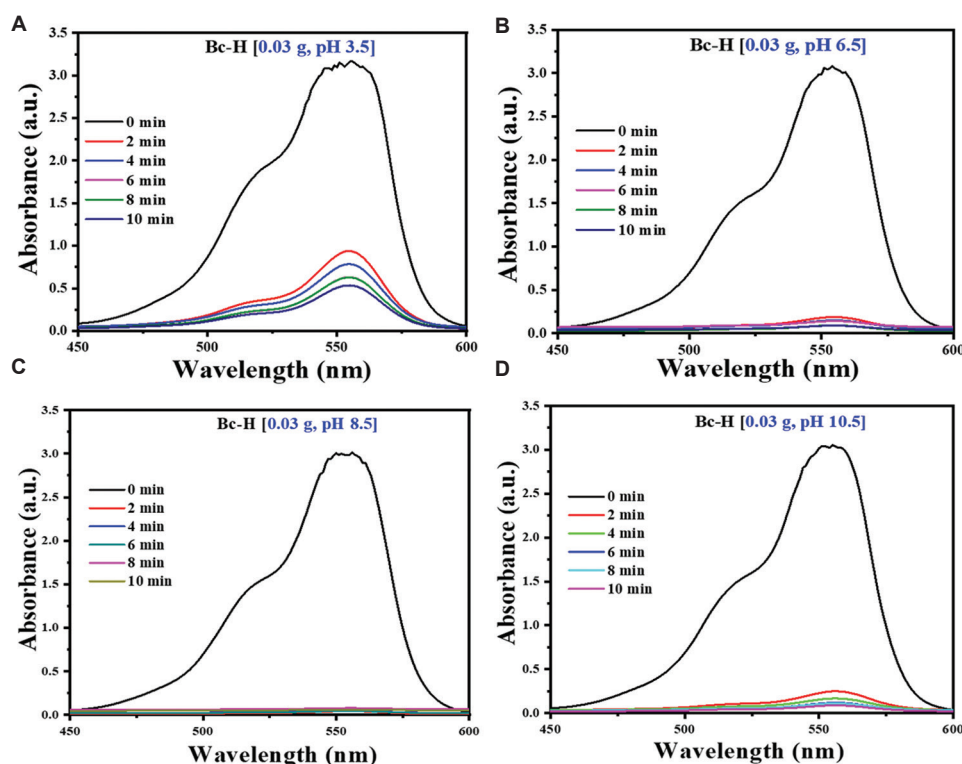 A
Bc-H [0.03 g, pH 3.5]
Absorbance (a.u.)
3.5
3.0
2.5
2.0
1.5
1.0
0.5
0.0
0 min
2 min
4 min
6 min
8 min
10 min
450
500
550
600
Wavelength (nm)
B
Bc-H [0.03 g, pH 6.5]
Absorbance (a.u.)
3.5
3.0
2.5
2.0
1.5
1.0
0.5
0.0
0 min
2 min
4 min
6 min
8 min
10 min
450
500
550
600
Wavelength (nm)
C
Bc-H [0.03 g, pH 8.5]
Absorbance (a.u.)
3.5
3.0
2.5
2.0
1.5
1.0
0.5
0.0
0 min
2 min
4 min
6 min
8 min
10 min
450
500
550
600
Wavelength (nm)
D
Bc-H [0.03 g, pH 10.5]
Absorbance (a.u.)
3.5
3.0
2.5
2.0
1.5
1.0
0.5
0.0
0 min
2 min
4 min
6 min
8 min
10 min
450
500
550
600
Wavelength (nm)